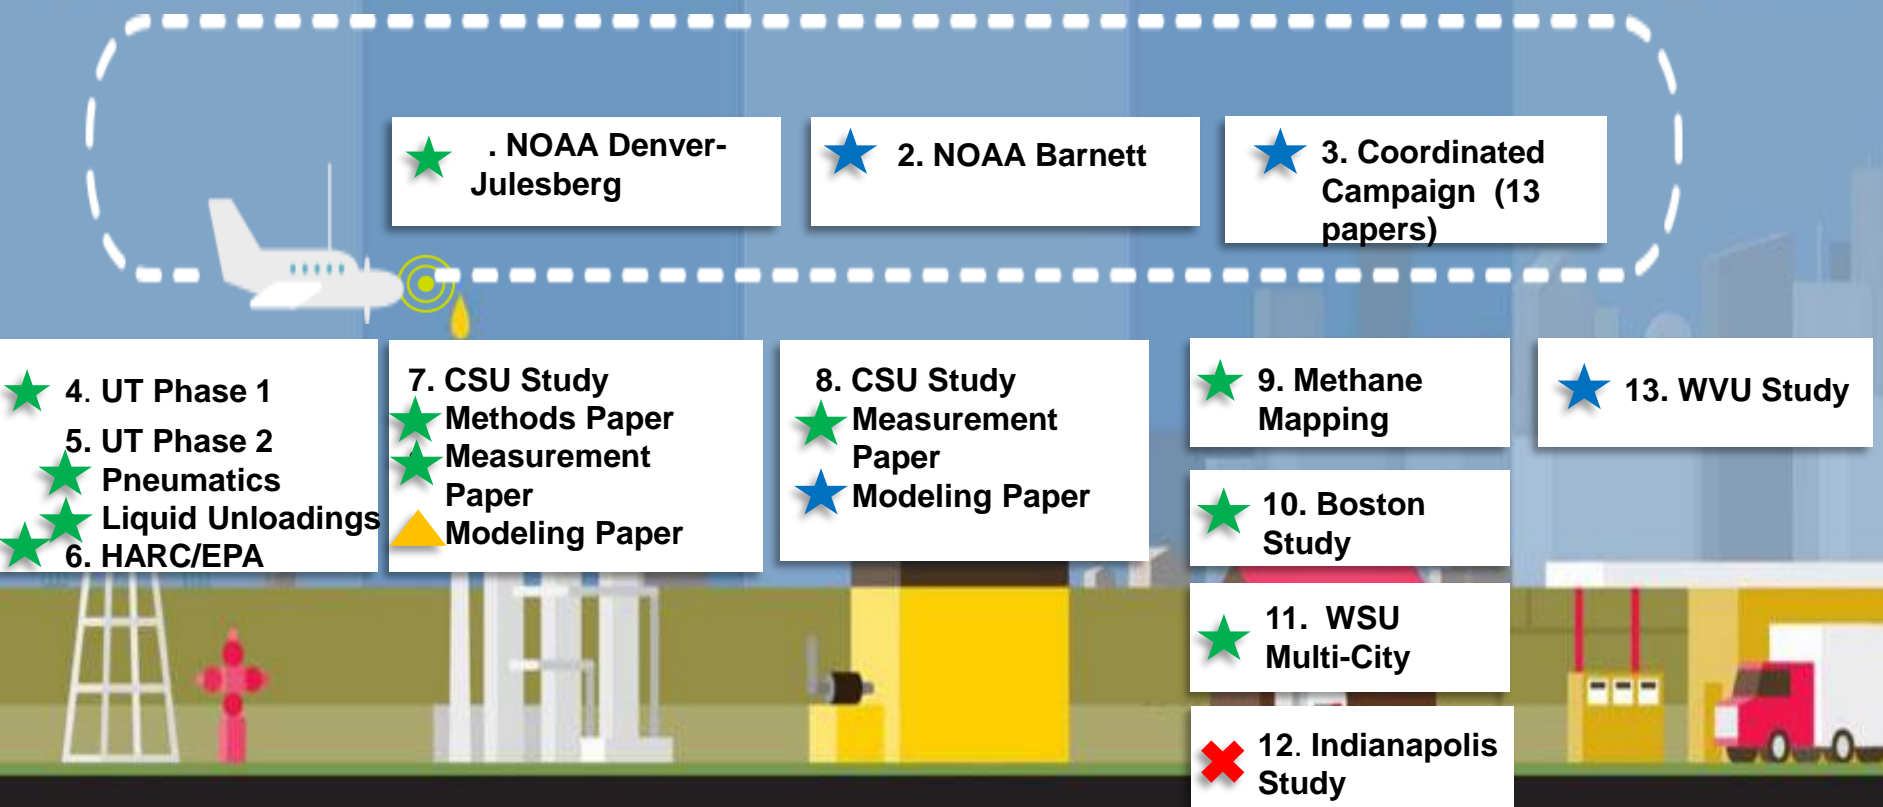 . NOAA Denver-
Julesberg
2. NOAA Barnett
3. Coordinated
Campaign (13
papers)
4. UT Phase 1
5. UT Phase 2
Pneumatics
Liquid Unloadings
6. HARC/EPA
7. CSU Study
Methods Paper
Measurement
Paper
Modeling Paper
8. CSU Study
Measurement
Paper
Modeling Paper
9. Methane
Mapping
10. Boston
Study
11. WSU
Multi-City
12. Indianapolis
Study
13. WVU Study